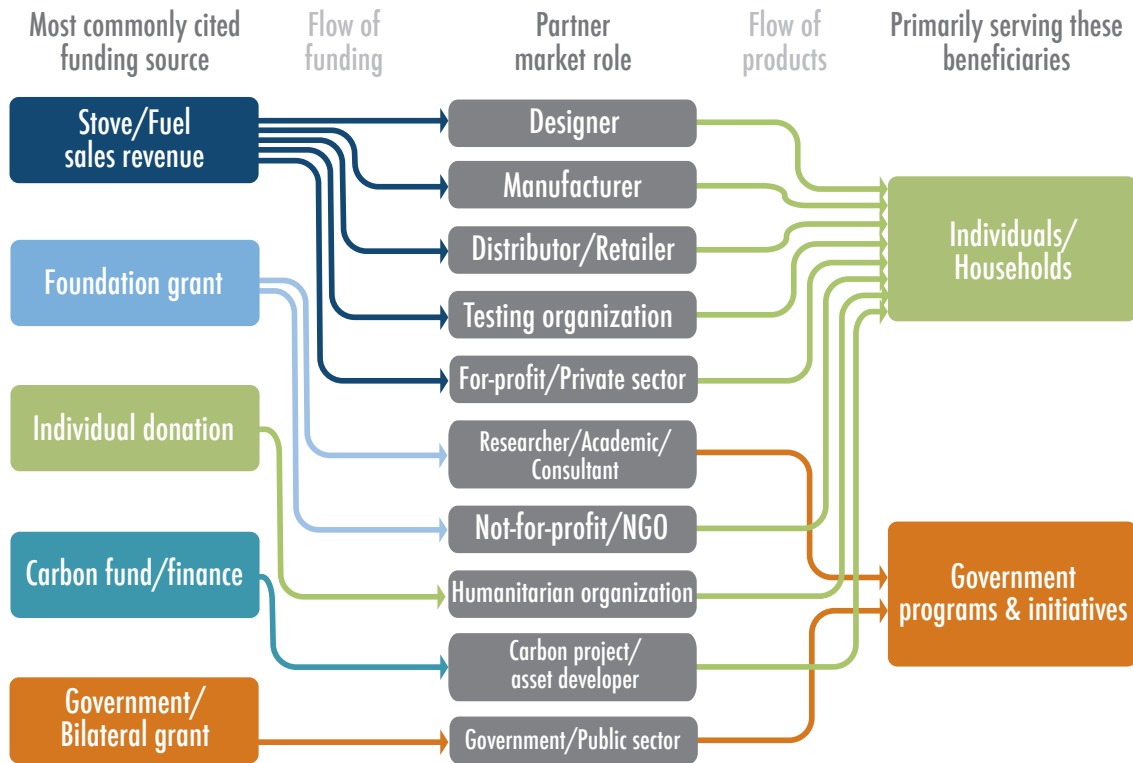 Most commonly cited
funding source
Flow of
funding
Partner
market role
Flow of
products
Primarily serving these
beneficiaries
Stove/Fuel
sales revenue
Foundation grant
Individual donation
Carbon fund/finance
Government/
Bilateral grant
Designer
Manufacturer
Distributor/Retailer
Testing organization
For-profit/Private sector
Researcher/Academic/
Consultant
Not-for-profit/NGO
Humanitarian organization
Carbon project/
asset developer
Government/Public sector
Individuals/
Households
Government
programs & initiatives